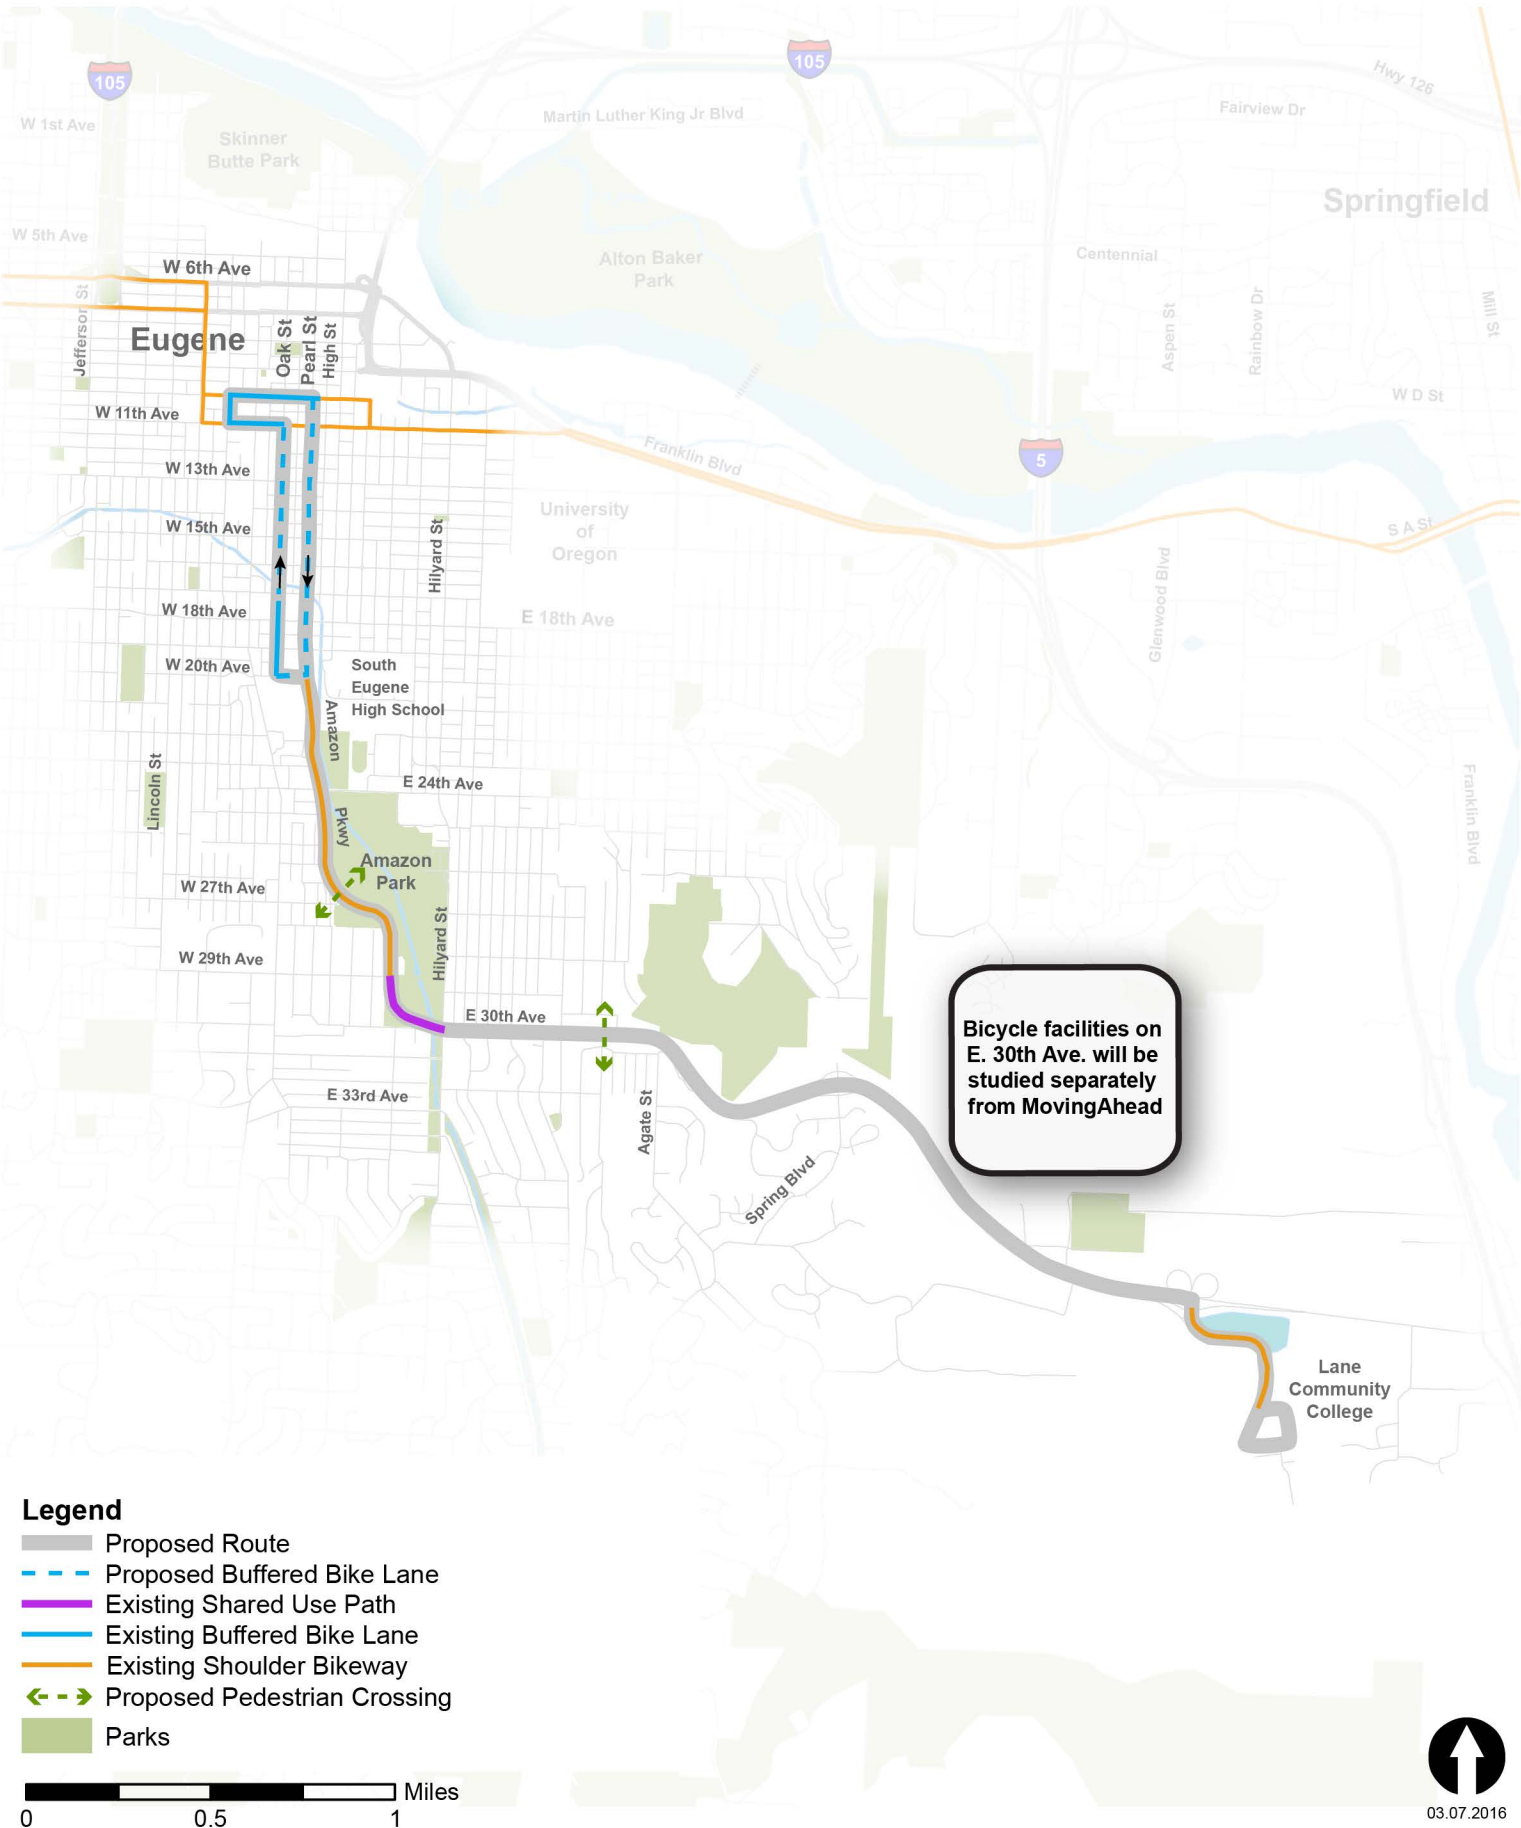 105
105
Hwy 126
Martin Luther King Jr Blvd
Fairview Dr
W 1st Ave
Skinner
Butte Park
Springfield
W 5th Ave
Centennial
Alton Baker
Park
W 6th Ave
Jefferson St
Eugene
Oak St
Pearl St
High St
Aspen St
Rainbow Dr
Mill St
W D St
W 11th Ave
Franklin Blvd
5
W 13th Ave
University
of
Oregon
W 15th Ave
Hilyard St
S A St
Glenwood Blvd
W 18th Ave
E 18th Ave
W 20th Ave
South
Eugene
High School
Amazon
Pkwy
E 24th Ave
Lincoln St
Franklin Blvd
Amazon
Park
W 27th Ave
Hilyard St
W 29th Ave
E 30th Ave
Bicycle facilities on
E. 30th Ave. will be
studied separately
from MovingAhead
E 33rd Ave
Agate St
Spring Blvd
Lane
Community
College
Legend
Proposed Route
Proposed Buffered Bike Lane
Existing Shared Use Path
Existing Buffered Bike Lane
Existing Shoulder Bikeway
Proposed Pedestrian Crossing
Parks
Miles
0 0.5 1
03.07.2016